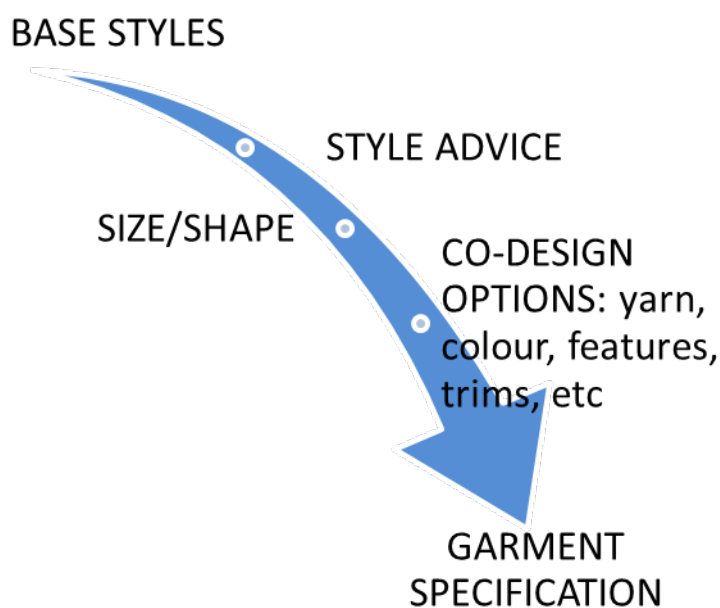 BASE STYLES
STYLE ADVICE
SIZE/SHAPE
CO-DESIGN
OPTIONS: yarn,
colour, features,
trims, etc
GARMENT
SPECIFICATION